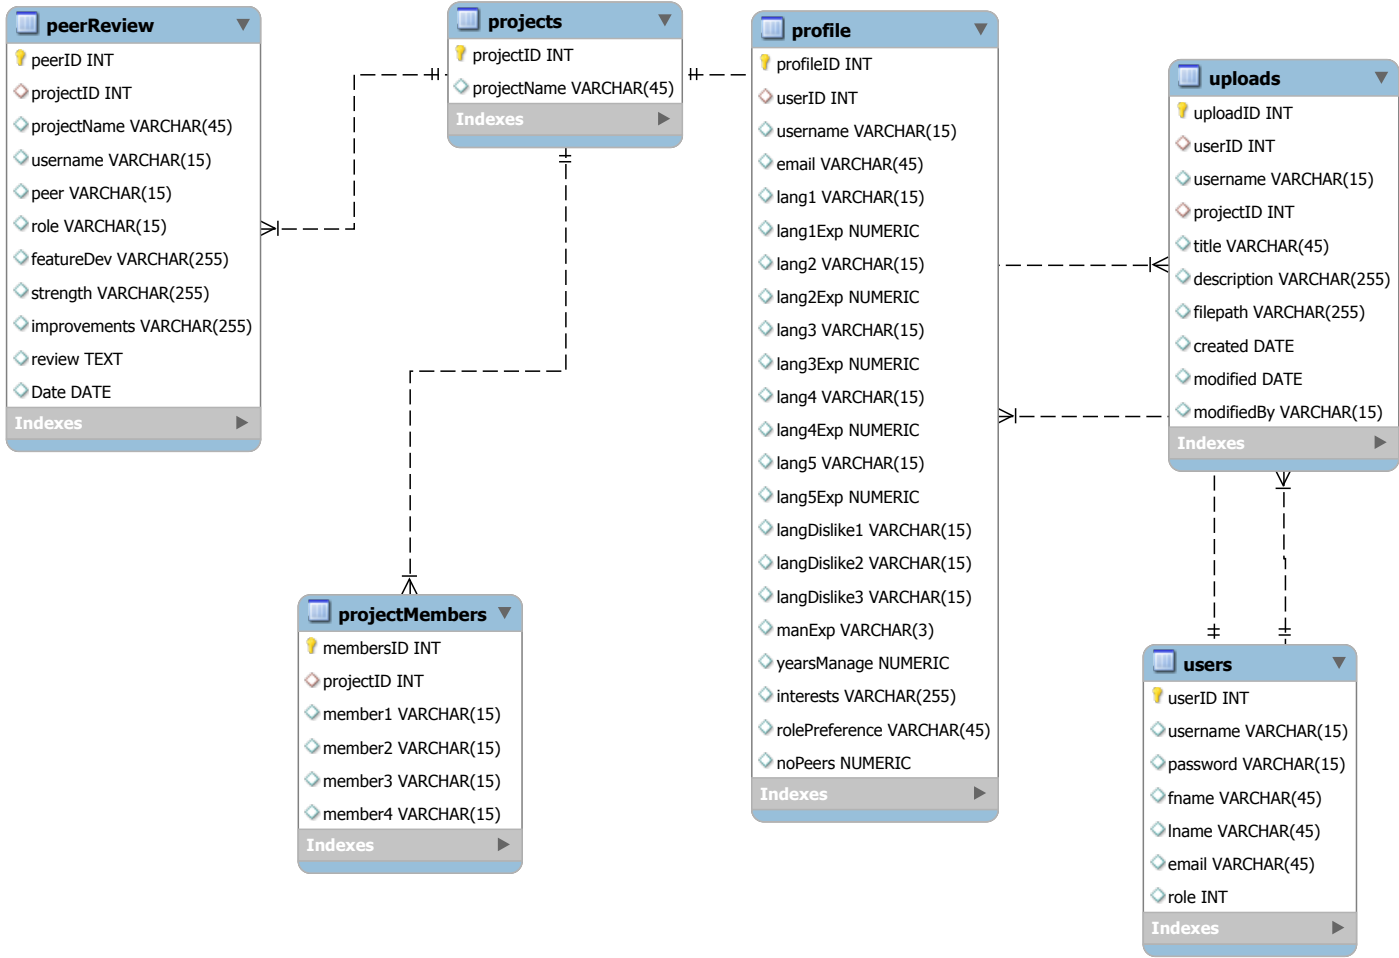 peerReview
peerID INT
projectID INT
projectName VARCHAR(45)
username VARCHAR(15)
peer VARCHAR(15)
role VARCHAR(15)
featureDev VARCHAR(255)
strength VARCHAR(255)
improvements VARCHAR(255)
review TEXT
Date DATE
Indexes
projects
projectID INT
projectName VARCHAR(45)
Indexes
projectMembers
membersID INT
projectID INT
member1 VARCHAR(15)
member2 VARCHAR(15)
member3 VARCHAR(15)
member4 VARCHAR(15)
Indexes
profile
profileID INT
userID INT
username VARCHAR(15)
email VARCHAR(45)
lang1 VARCHAR(15)
lang1Exp NUMERIC
lang2 VARCHAR(15)
lang2Exp NUMERIC
lang3 VARCHAR(15)
lang3Exp NUMERIC
lang4 VARCHAR(15)
lang4Exp NUMERIC
lang5 VARCHAR(15)
lang5Exp NUMERIC
langDislike1 VARCHAR(15)
langDislike2 VARCHAR(15)
langDislike3 VARCHAR(15)
manExp VARCHAR(3)
yearsManage NUMERIC
interests VARCHAR(255)
rolePreference VARCHAR(45)
noPeers NUMERIC
Indexes
uploads
uploadID INT
userID INT
username VARCHAR(15)
projectID INT
title VARCHAR(45)
description VARCHAR(255)
filepath VARCHAR(255)
created DATE
modified DATE
modifiedBy VARCHAR(15)
Indexes
users
userID INT
username VARCHAR(15)
password VARCHAR(15)
fname VARCHAR(45)
lname VARCHAR(45)
email VARCHAR(45)
role INT
Indexes